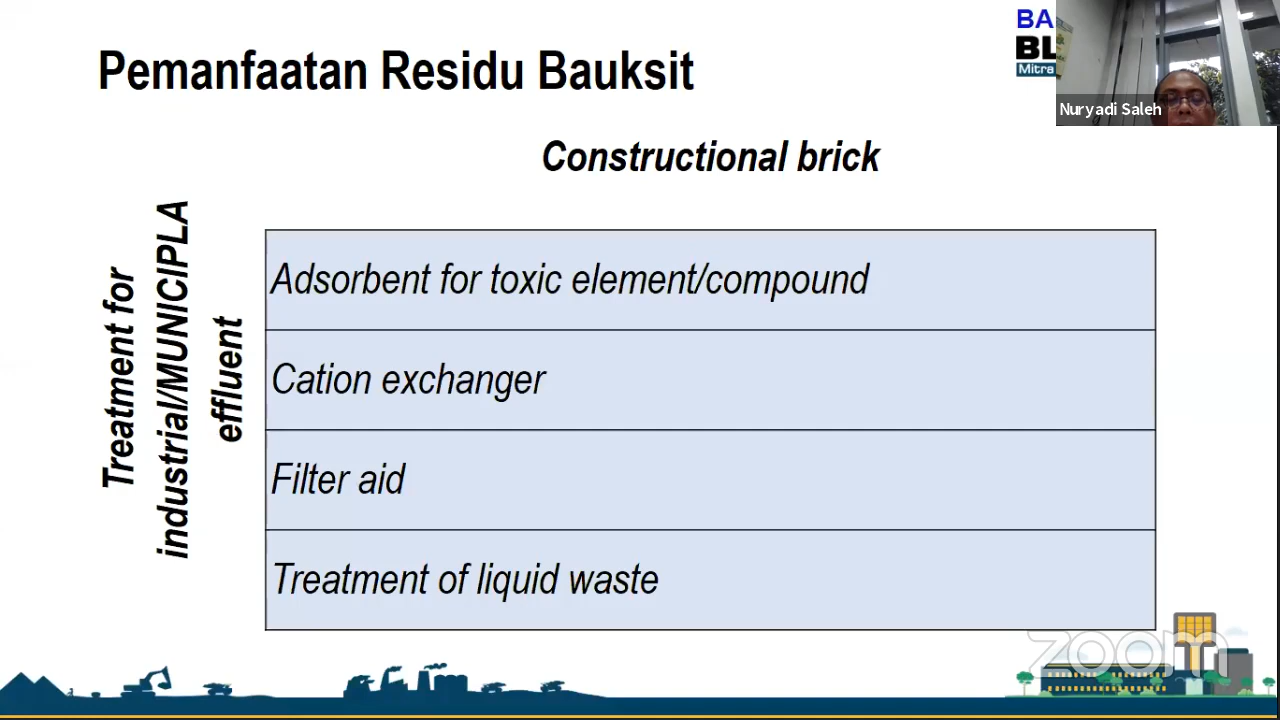 Pemanfaatan Residu Bauksit
BA
BL
Mitra
Nuryadi Saleh
Constructional brick
Treatment for
industrial/MUNICIPLA
effluent
Adsorbent for toxic element/compound
Cation exchanger
Filter aid
Treatment of liquid waste
zoom